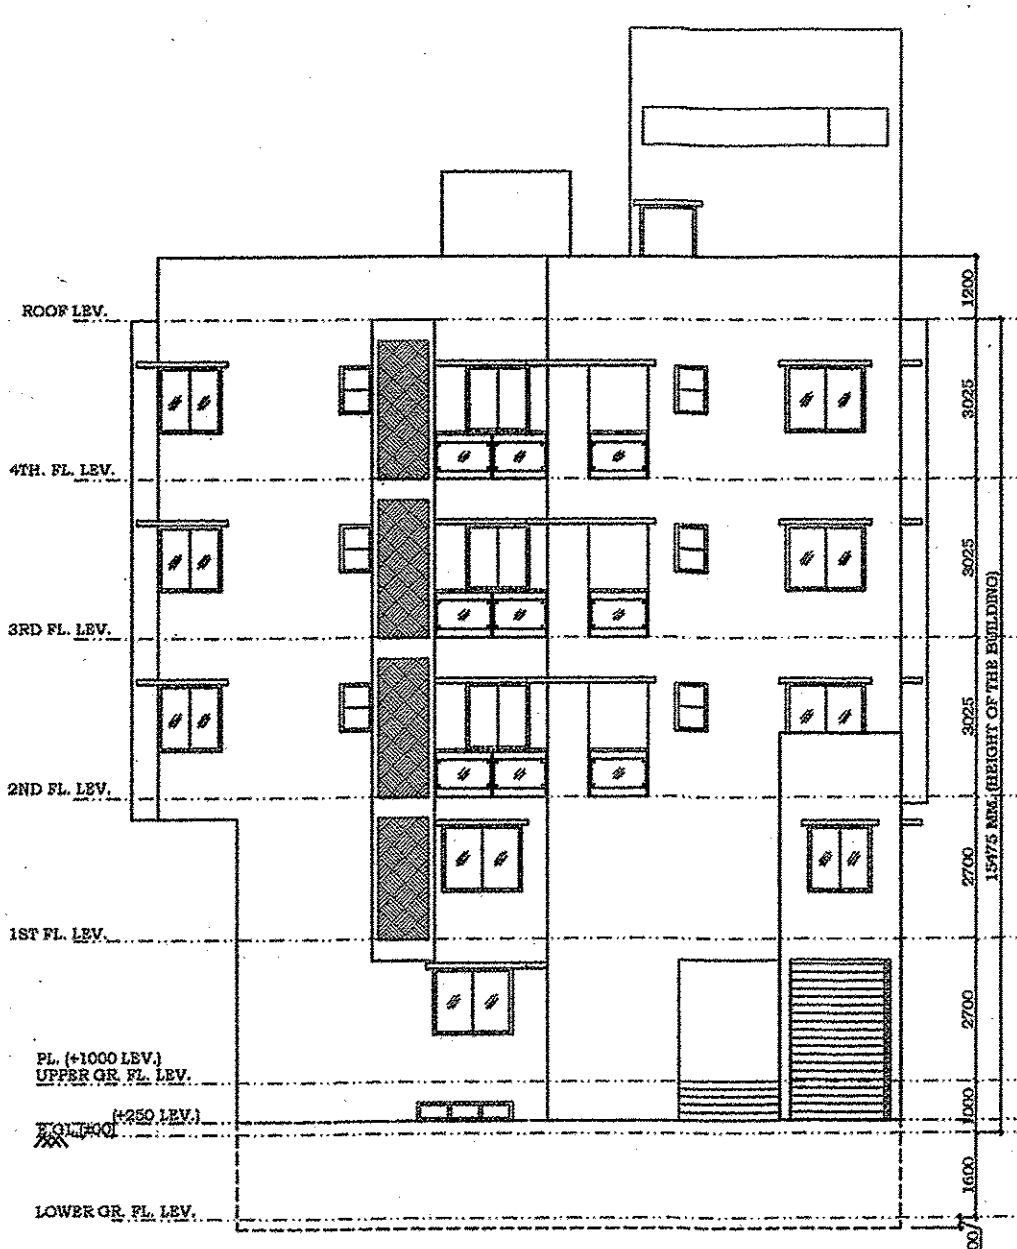 ROOF LEV.
1200
3025
4TH. FL. LEV.
3025
3RD FL. LEV.
3025
15475 MM. (HEIGHT OF THE BUILDING)
2ND FL. LEV.
2700
1ST FL. LEV.
2700
PL. (+1000 LEV.)
UPPER GR. FL. LEV.
(+250 LEV.)
1000
1600
LOWER GR. FL. LEV.